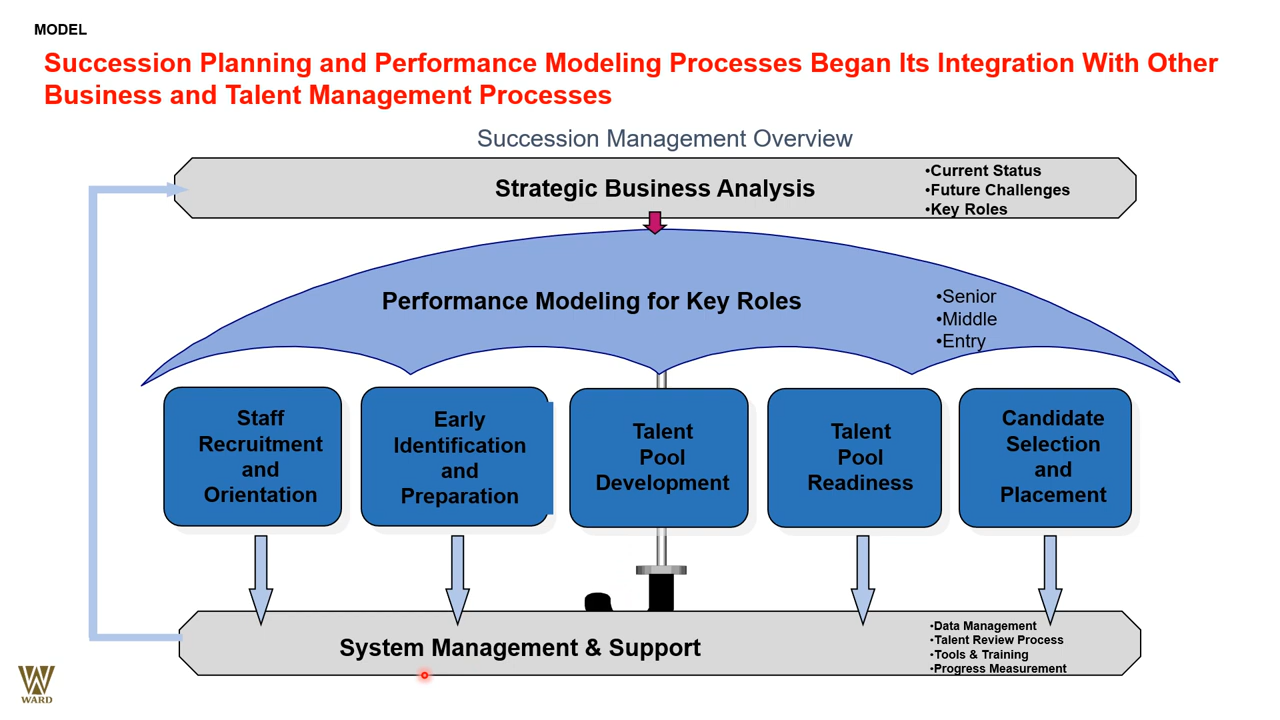 MODEL
Succession Planning and Performance Modeling Processes Began Its Integration With Other
Business and Talent Management Processes
Succession Management Overview
Strategic Business Analysis
•Current Status
•Future Challenges
•Key Roles
Performance Modeling for Key Roles
•Senior
•Middle
•Entry
Staff
Recruitment
and
Orientation
Early
Identification
and
Preparation
Talent
Pool
Development
Talent
Pool
Readiness
Candidate
Selection
and
Placement
System Management & Support
•Data Management
•Talent Review Process
•Tools & Training
•Progress Measurement
WARD